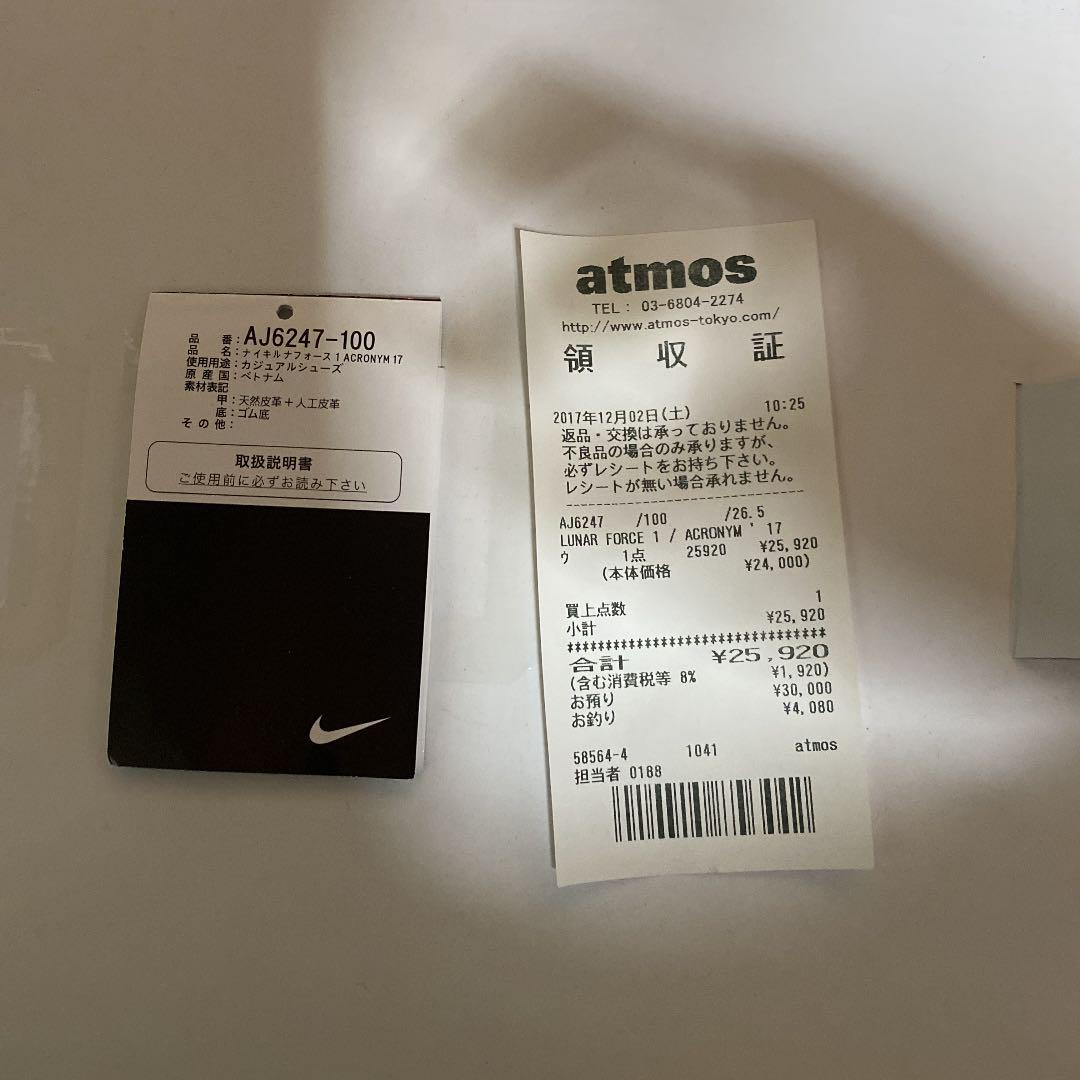 品 番：AJ6247-100
品 名：ナイキルナフォース 1 ACRONYM 17
使用用途：カジュアルシューズ
原 産 国：ベトナム
素材表記
甲：天然皮革＋人工皮革
底：ゴム底
そ の 他：
取扱説明書
ご使用前に必ずお読み下さい
atmos
TEL： 03-6804-2274
http://www.atmos-tokyo.com/
領 収 証
2017年12月02日(土) 10:25
返品・交換は承っておりません。
不良品の場合のみ承りますが、
必ずレシートをお持ち下さい。
レシートが無い場合承れません。
--------------------------------
AJ6247 /100 /26.5
LUNAR FORCE 1 / ACRONYM ' 17
ウ 1点 25920 ¥25,920
(本体価格 ¥24,000)
買上点数 1
小計 ¥25,920
********************************
合計 ¥25,920
(含む消費税等 8% ¥1,920)
お預り ¥30,000
お釣り ¥4,080
58564-4 1041 atmos
担当者 0188